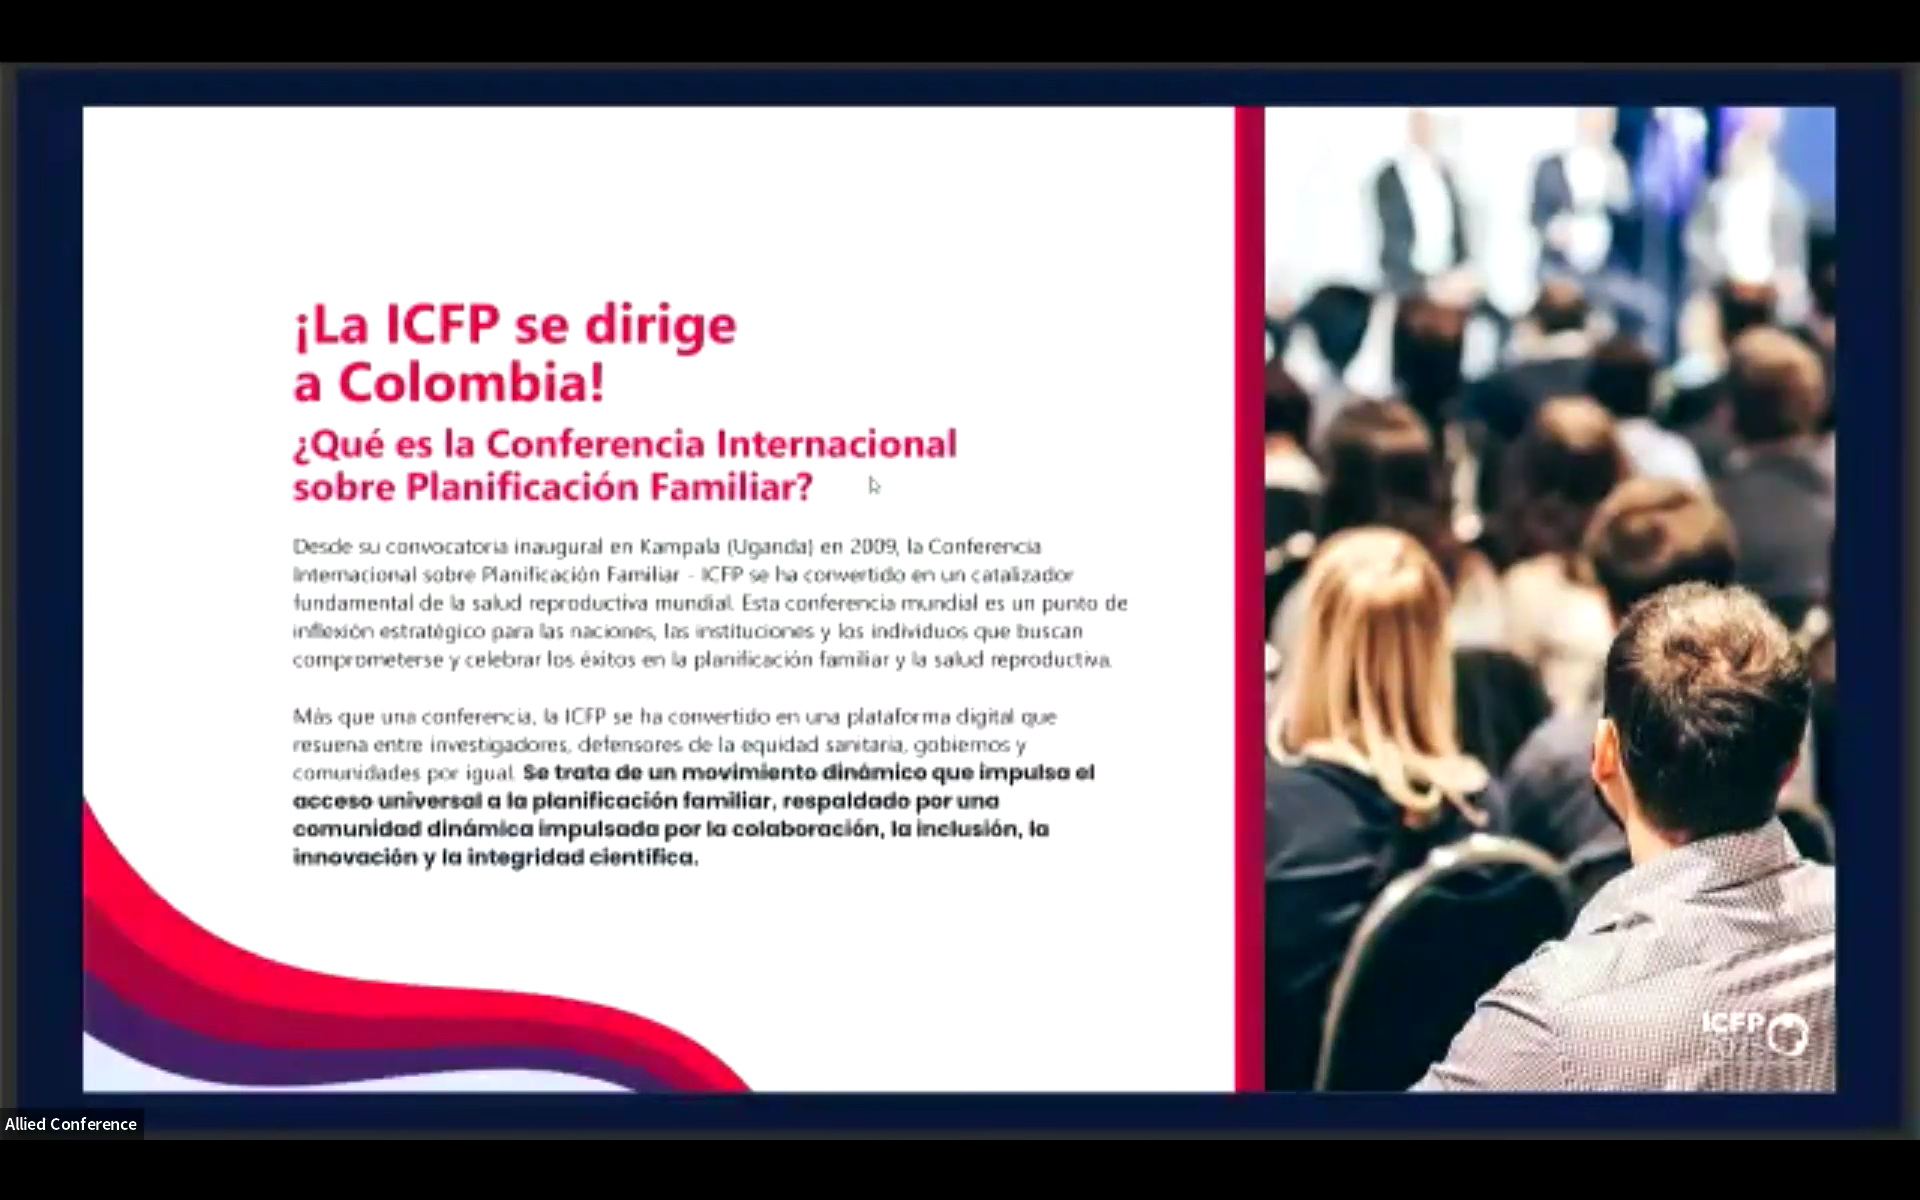 ¡La ICFP se dirige
a Colombia!
¿Qué es la Conferencia Internacional
sobre Planificación Familiar?
Desde su convocatoria inaugural en Kampala (Uganda) en 2009, la Conferencia
Internacional sobre Planificación Familiar - ICFP se ha convertido en un catalizador
fundamental de la salud reproductiva mundial. Esta conferencia mundial es un punto de
inflexión estratégico para las naciones, las instituciones y los individuos que buscan
comprometerse y celebrar los éxitos en la planificación familiar y la salud reproductiva.
Más que una conferencia, la ICFP se ha convertido en una plataforma digital que
resuena entre investigadores, defensores de la equidad sanitaria, gobiernos y
comunidades por igual. Se trata de un movimiento dinámico que impulsa el
acceso universal a la planificación familiar, respaldado por una
comunidad dinámica impulsada por la colaboración, la inclusión, la
innovación y la integridad científica.
ICFP
Allied Conference